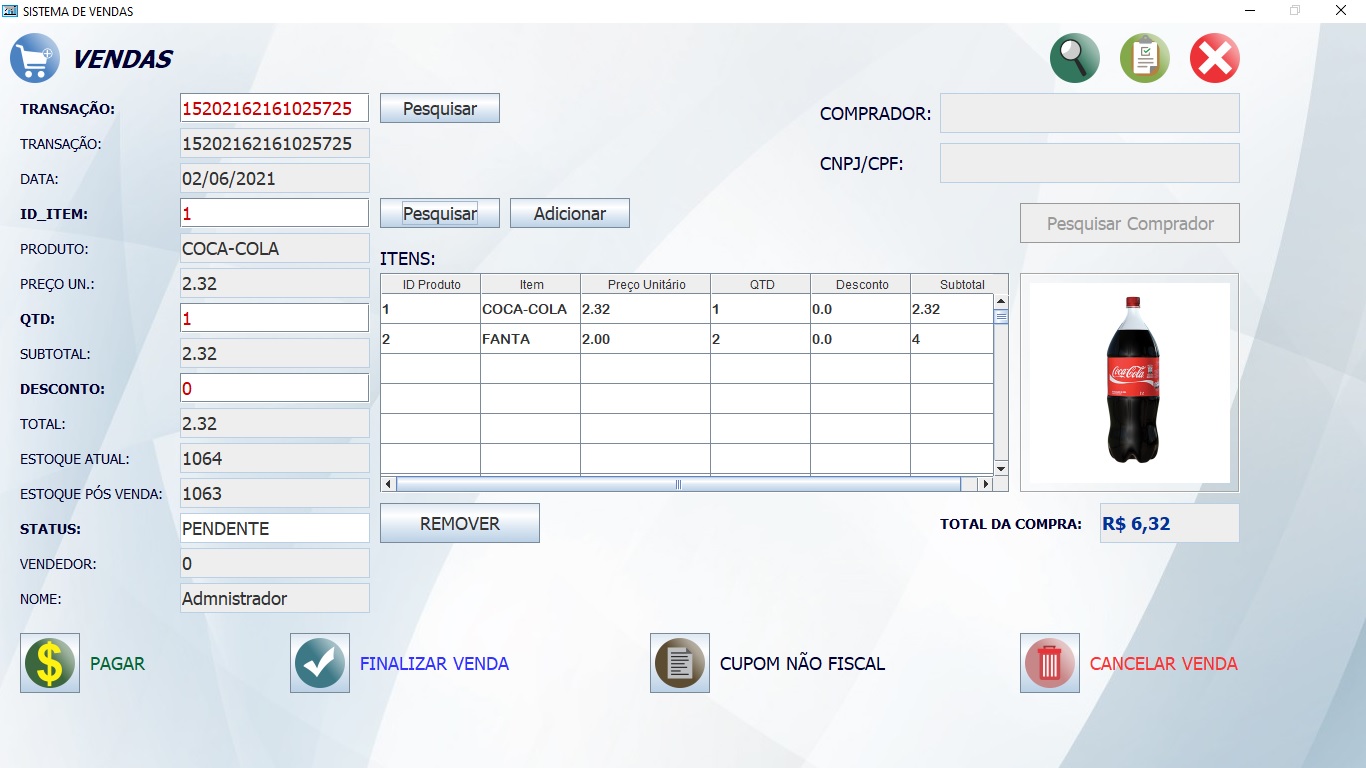 SISTEMA DE VENDAS
VENDAS
TRANSAÇÃO: 15202162161025725 Pesquisar
COMPRADOR:
TRANSAÇÃO: 15202162161025725
CNPJ/CPF:
DATA: 02/06/2021
ID_ITEM: 1 Pesquisar Adicionar
Pesquisar Comprador
PRODUTO: COCA-COLA
ITENS:
PREÇO UN.: 2.32
ID Produto Item Preço Unitário QTD Desconto Subtotal
1 COCA-COLA 2.32 1 0.0 2.32
2 FANTA 2.00 2 0.0 4
Coca-Cola
QTD: 1
SUBTOTAL: 2.32
DESCONTO: 0
TOTAL: 2.32
ESTOQUE ATUAL: 1064
ESTOQUE PÓS VENDA: 1063
STATUS: PENDENTE
REMOVER
TOTAL DA COMPRA: R$ 6,32
VENDEDOR: 0
NOME: Admnistrador
$ PAGAR
FINALIZAR VENDA
CUPOM NÃO FISCAL
CANCELAR VENDA